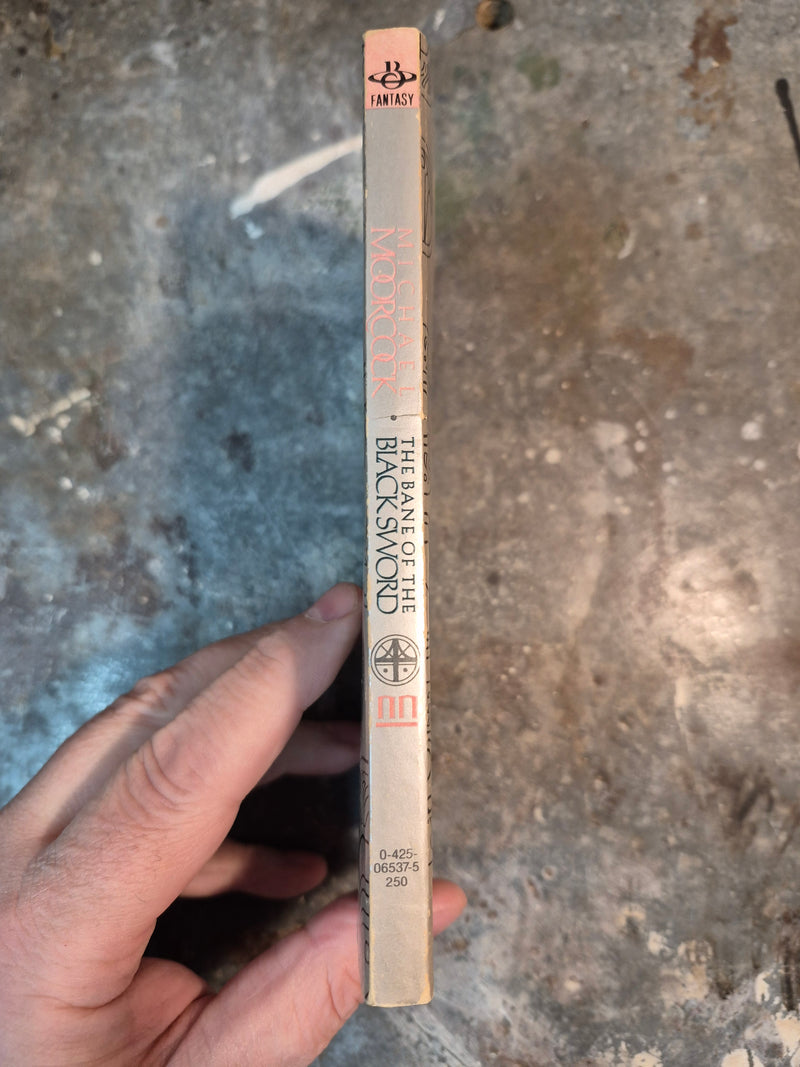 FANTASY
MICHAEL
MOORCOCK
THE BANE OF THE
BLACK SWORD
0-425-
06537-5
250